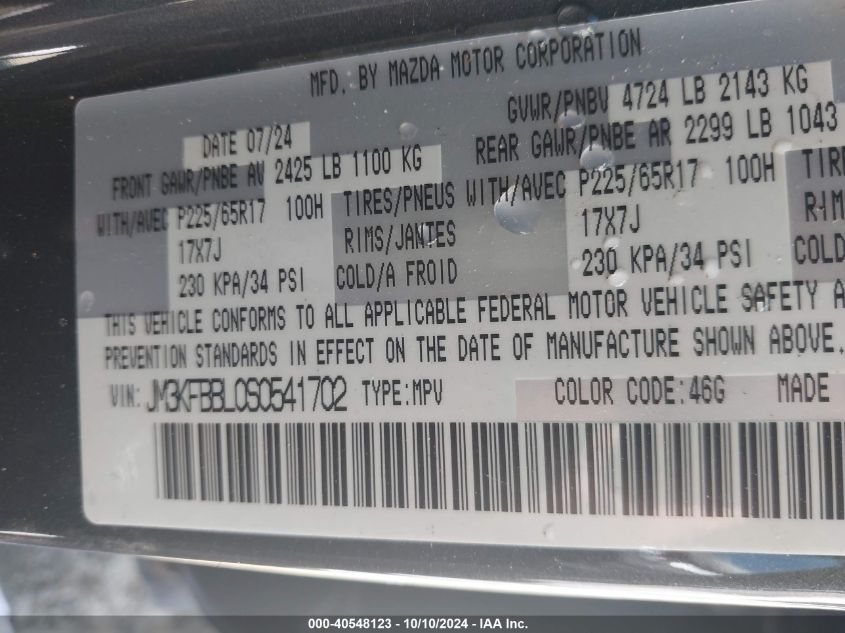 MFD. BY MAZDA MOTOR CORPORATION
DATE 07/24 GVWR/PNBV 4724 LB 2143 KG
FRONT GAWR/PNBE AV 2425 LB 1100 KG REAR GAWR/PNBE AR 2299 LB 1043
WITH/AVEC P225/65R17 100H TIRES/PNEUS WITH/AVEC P225/65R17 100H TIR
17X7J RIMS/JANTES 17X7J RIM
230 KPA/34 PSI COLD/A FROID 230 KPA/34 PSI COL
THIS VEHICLE CONFORMS TO ALL APPLICABLE FEDERAL MOTOR VEHICLE SAFETY A
PREVENTION STANDARDS IN EFFECT ON THE DATE OF MANUFACTURE SHOWN ABOVE.
VIN: JM3KFBBL0S0541702 TYPE:MPV COLOR CODE:46G MADE
000-40548123 - 10/10/2024 - IAA Inc.